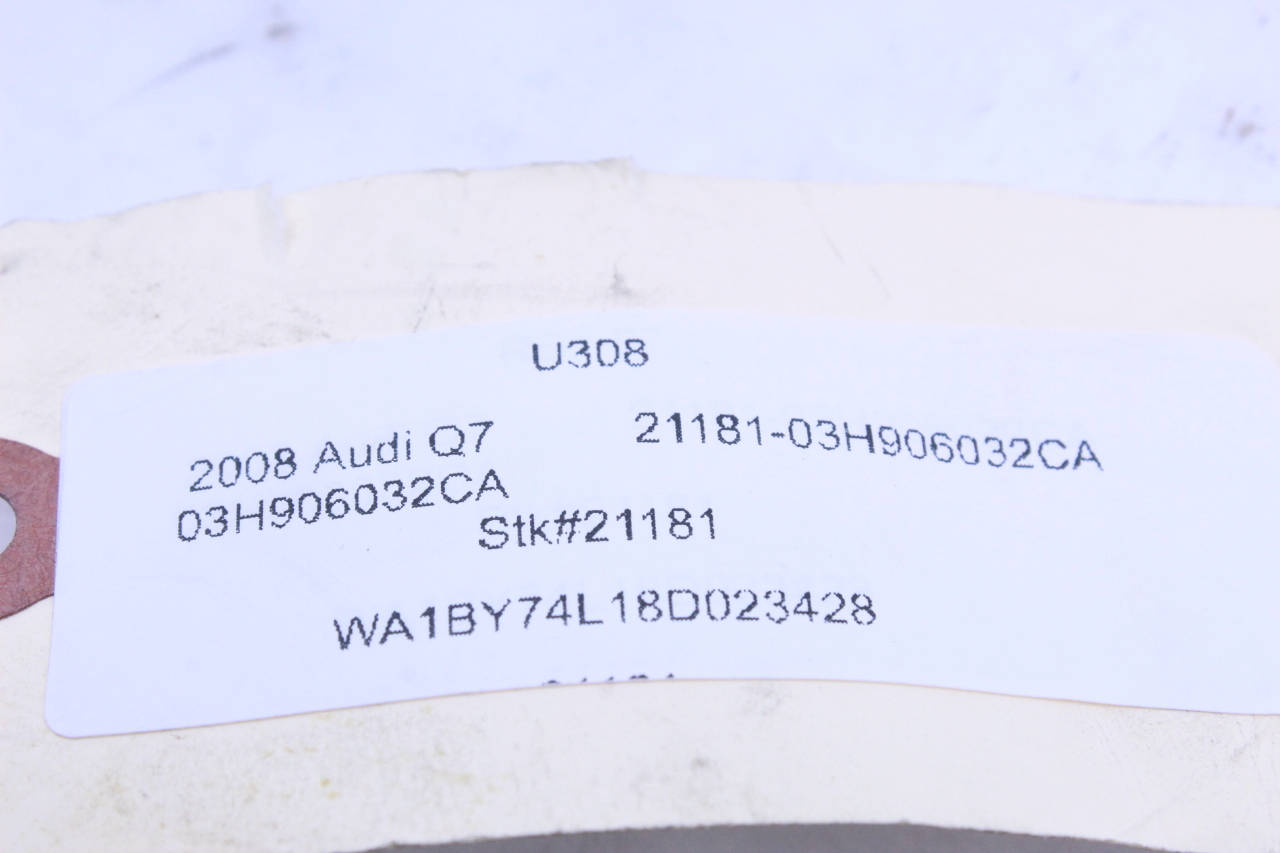 U308
2008 Audi Q7 21181-03H906032CA
03H906032CA
Stk#21181
WA1BY74L18D023428